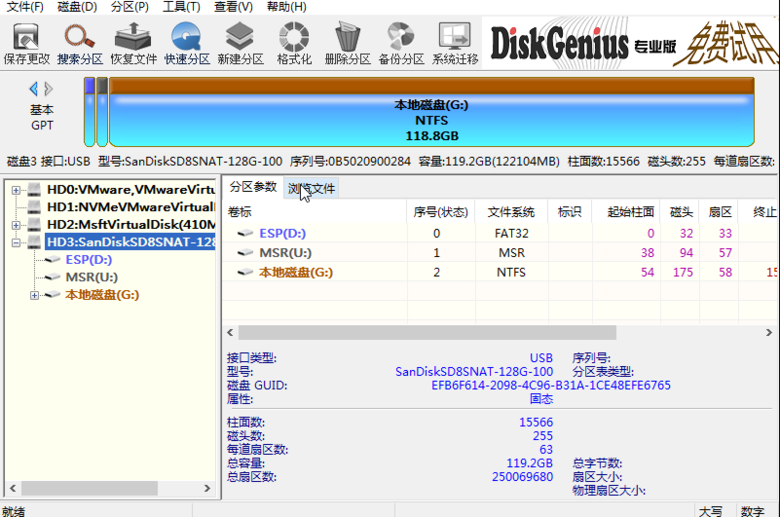 文件(F) 磁盘(D) 分区(P) 工具(T) 查看(V) 帮助(H)
保存更改 搜索分区 恢复文件 快速分区 新建分区 格式化 删除分区 备份分区 系统迁移
DiskGenius 专业版 免费试用
基本
GPT
本地磁盘(G:)
NTFS
118.8GB
磁盘3 接口:USB 型号:SanDiskSD8SNAT-128G-100 序列号:0B5020900284 容量:119.2GB(122104MB) 柱面数:15566 磁头数:255 每道扇区数:
HD0:VMware,VMwareVirtu
HD1:NVMeVMwareVirtual
HD2:MsftVirtualDisk(410M
HD3:SanDiskSD8SNAT-128
ESP(D:)
MSR(U:)
本地磁盘(G:)
分区参数 浏览文件
卷标 序号(状态) 文件系统 标识 起始柱面 磁头 扇区 终止
ESP(D:) 0 FAT32 0 32 33
MSR(U:) 1 MSR 38 94 57
本地磁盘(G:) 2 NTFS 54 175 58 15
接口类型: USB 序列号:
型号: SanDiskSD8SNAT-128G-100 分区表类型:
磁盘 GUID: EFB6F614-2098-4C96-B31A-1CE48EFE6765
属性: 固态
柱面数: 15566
磁头数: 255
每道扇区数: 63
总容量: 119.2GB 总字节数:
总扇区数: 250069680 扇区大小:
物理扇区大小:
就绪 大写 数字